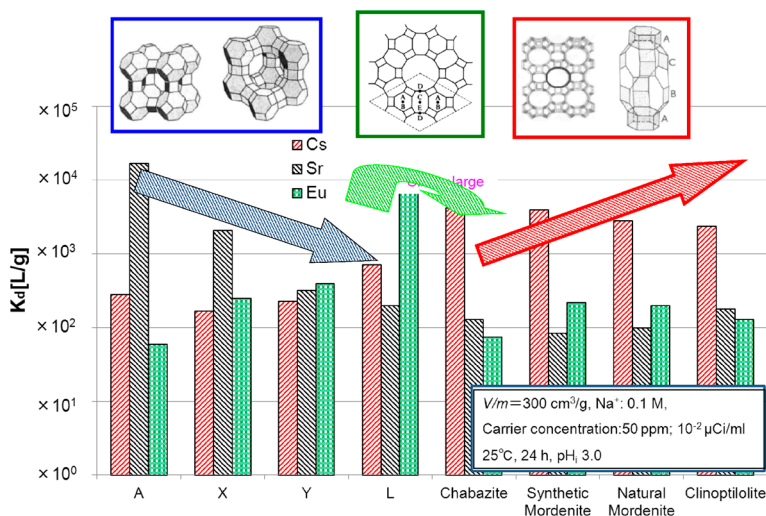 A
C
B
A
D
A
C
A
B
E
B
D
× 10⁵
Cs
Sr
Eu
large
× 10⁴
× 10³
× 10²
× 10¹
× 10⁰
Kd[L/g]
V/m＝300 cm³/g, Na⁺: 0.1 M,
Carrier concentration:50 ppm; 10⁻² μCi/ml
25℃, 24 h, pHᵢ 3.0
A
X
Y
L
Chabazite
Synthetic
Mordenite
Natural
Mordenite
Clinoptilolite